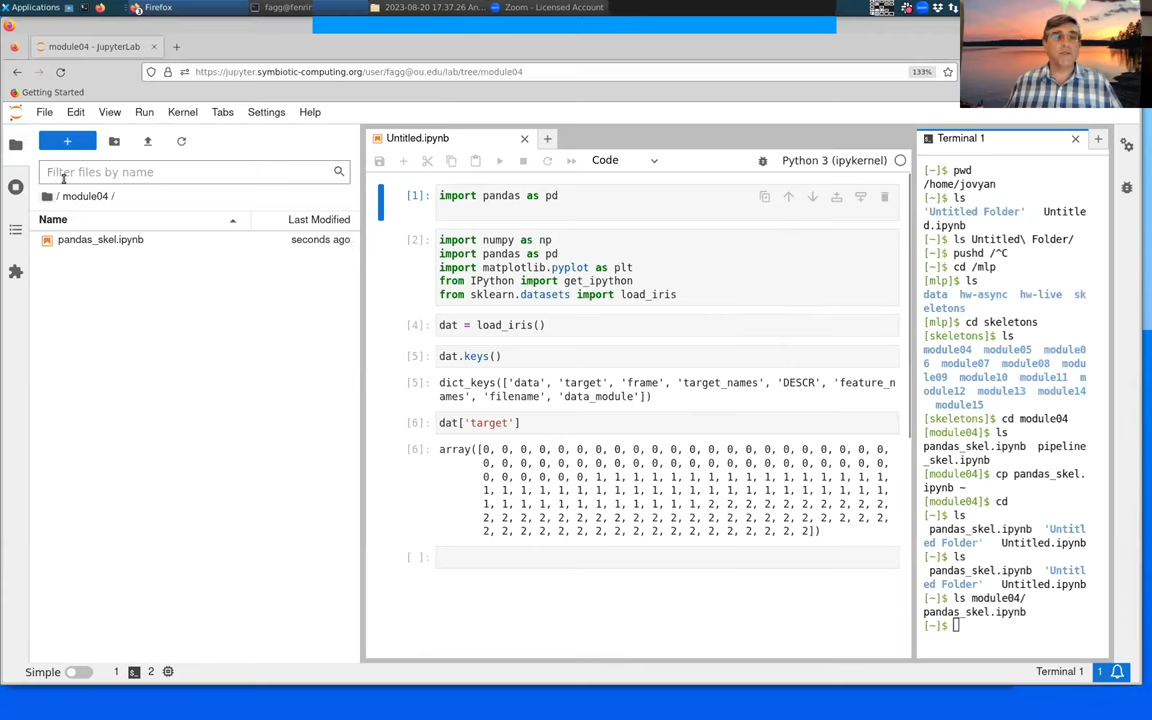 Applications
Firefox
fagg@fenrir
2023-08-20 17.37.26 An...
Zoom - Licensed Account
module04 - JupyterLab
https://jupyter.symbiotic-computing.org/user/fagg@ou.edu/lab/tree/module04
133%
Getting Started
File Edit View Run Kernel Tabs Settings Help
Filter files by name
/ module04 /
Name
Last Modified
pandas_skel.ipynb
seconds ago
Untitled.ipynb
Code
Python 3 (ipykernel)
[1]: import pandas as pd
[2]: import numpy as np
import pandas as pd
import matplotlib.pyplot as plt
from IPython import get_ipython
from sklearn.datasets import load_iris
[4]: dat = load_iris()
[5]: dat.keys()
[5]: dict_keys(['data', 'target', 'frame', 'target_names', 'DESCR', 'feature_n
ames', 'filename', 'data_module'])
[6]: dat['target']
[6]: array([0, 0, 0, 0, 0, 0, 0, 0, 0, 0, 0, 0, 0, 0, 0, 0, 0, 0, 0, 0, 0, 0,
0, 0, 0, 0, 0, 0, 0, 0, 0, 0, 0, 0, 0, 0, 0, 0, 0, 0, 0, 0, 0, 0,
0, 0, 0, 0, 0, 0, 1, 1, 1, 1, 1, 1, 1, 1, 1, 1, 1, 1, 1, 1, 1, 1,
1, 1, 1, 1, 1, 1, 1, 1, 1, 1, 1, 1, 1, 1, 1, 1, 1, 1, 1, 1, 1, 1,
1, 1, 1, 1, 1, 1, 1, 1, 1, 1, 1, 1, 2, 2, 2, 2, 2, 2, 2, 2, 2, 2,
2, 2, 2, 2, 2, 2, 2, 2, 2, 2, 2, 2, 2, 2, 2, 2, 2, 2, 2, 2, 2, 2,
2, 2, 2, 2, 2, 2, 2, 2, 2, 2, 2, 2, 2, 2, 2, 2, 2, 2])
[ ]:
Terminal 1
[~]$ pwd
/home/jovyan
[~]$ ls
'Untitled Folder' Untitle
d.ipynb
[~]$ ls Untitled\ Folder/
[~]$ pushd /^C
[~]$ cd /mlp
[mlp]$ ls
data hw-async hw-live sk
eletons
[mlp]$ cd skeletons
[skeletons]$ ls
module04 module05 module0
6 module07 module08 modu
le09 module10 module11 m
odule12 module13 module14
module15
[skeletons]$ cd module04
[module04]$ ls
pandas_skel.ipynb pipeline
_skel.ipynb
[module04]$ cp pandas_skel.
ipynb ~
[module04]$ cd
[~]$ ls
pandas_skel.ipynb 'Untitl
ed Folder' Untitled.ipynb
[~]$ ls
pandas_skel.ipynb 'Untitl
ed Folder' Untitled.ipynb
[~]$ ls module04/
pandas_skel.ipynb
[~]$
Simple
1
2
Terminal 1
1